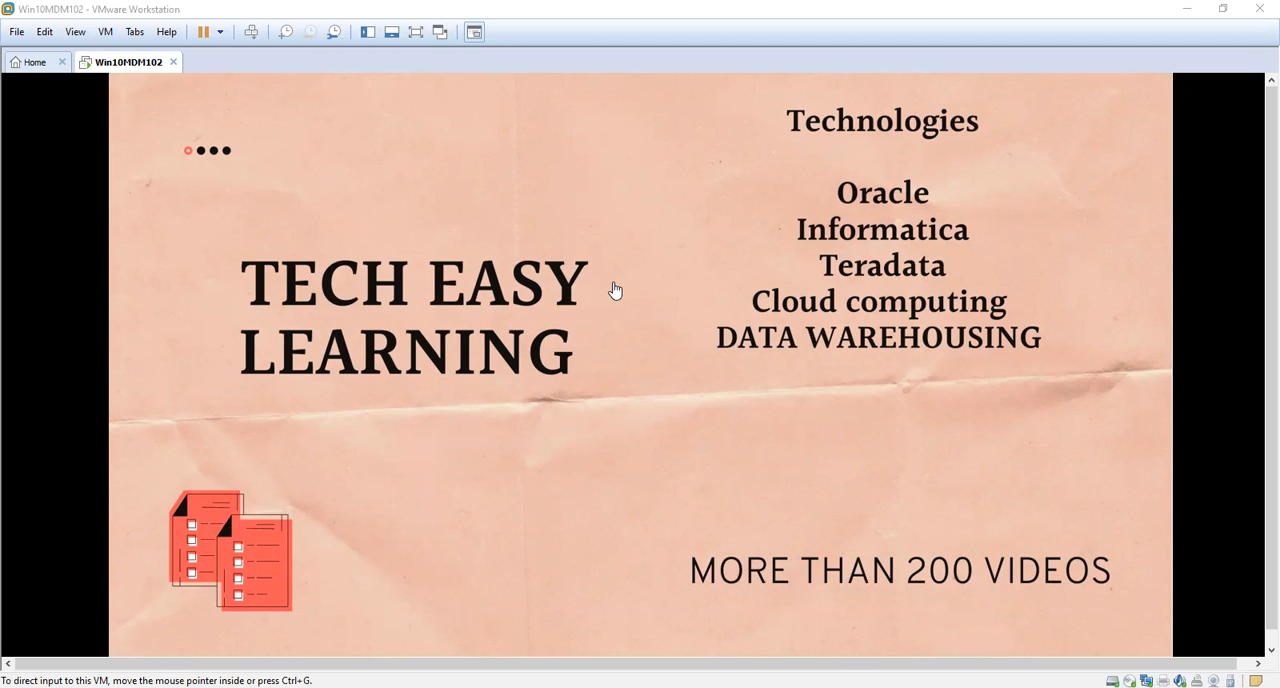 Win10MDM102 - VMware Workstation
File Edit View VM Tabs Help
Home Win10MDM102
Technologies
Oracle
Informatica
Teradata
Cloud computing
DATA WAREHOUSING
TECH EASY
LEARNING
MORE THAN 200 VIDEOS
To direct input to this VM, move the mouse pointer inside or press Ctrl+G.